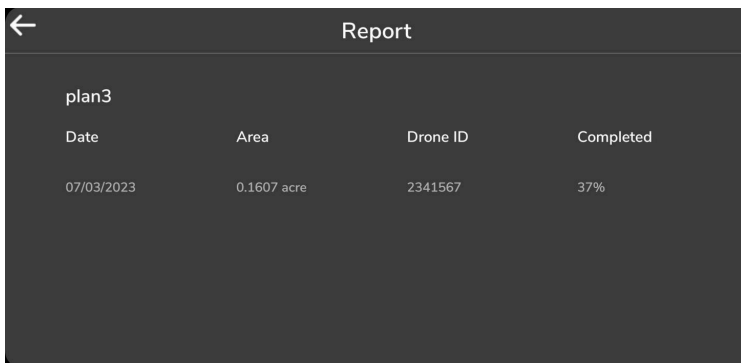 Report
plan3
Date Area Drone ID Completed
07/03/2023 0.1607 acre 2341567 37%